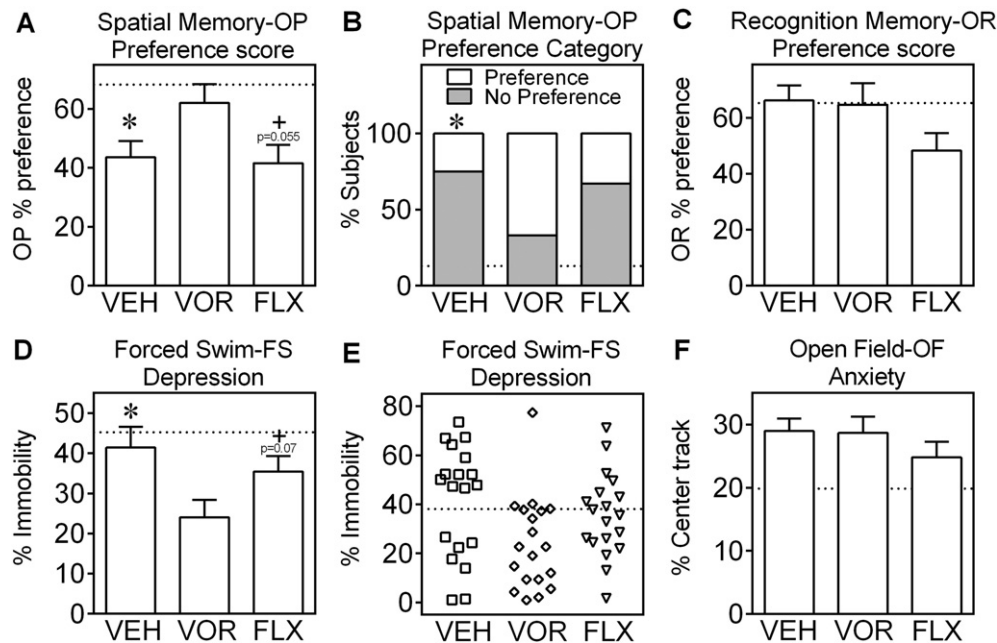 A
Spatial Memory-OP
Preference score
OP % preference
60
40
20
0
*
+
p=0.055
VEH VOR FLX
B
Spatial Memory-OP
Preference Category
% Subjects
Preference
No Preference
100
50
0
*
VEH VOR FLX
C
Recognition Memory-OR
Preference score
OR % preference
60
40
20
0
VEH VOR FLX
D
Forced Swim-FS
Depression
% Immobility
50
40
30
20
10
0
*
+
p=0.07
VEH VOR FLX
E
Forced Swim-FS
Depression
% Immobility
80
60
40
20
0
VEH VOR FLX
F
Open Field-OF
Anxiety
% Center track
30
20
10
0
VEH VOR FLX